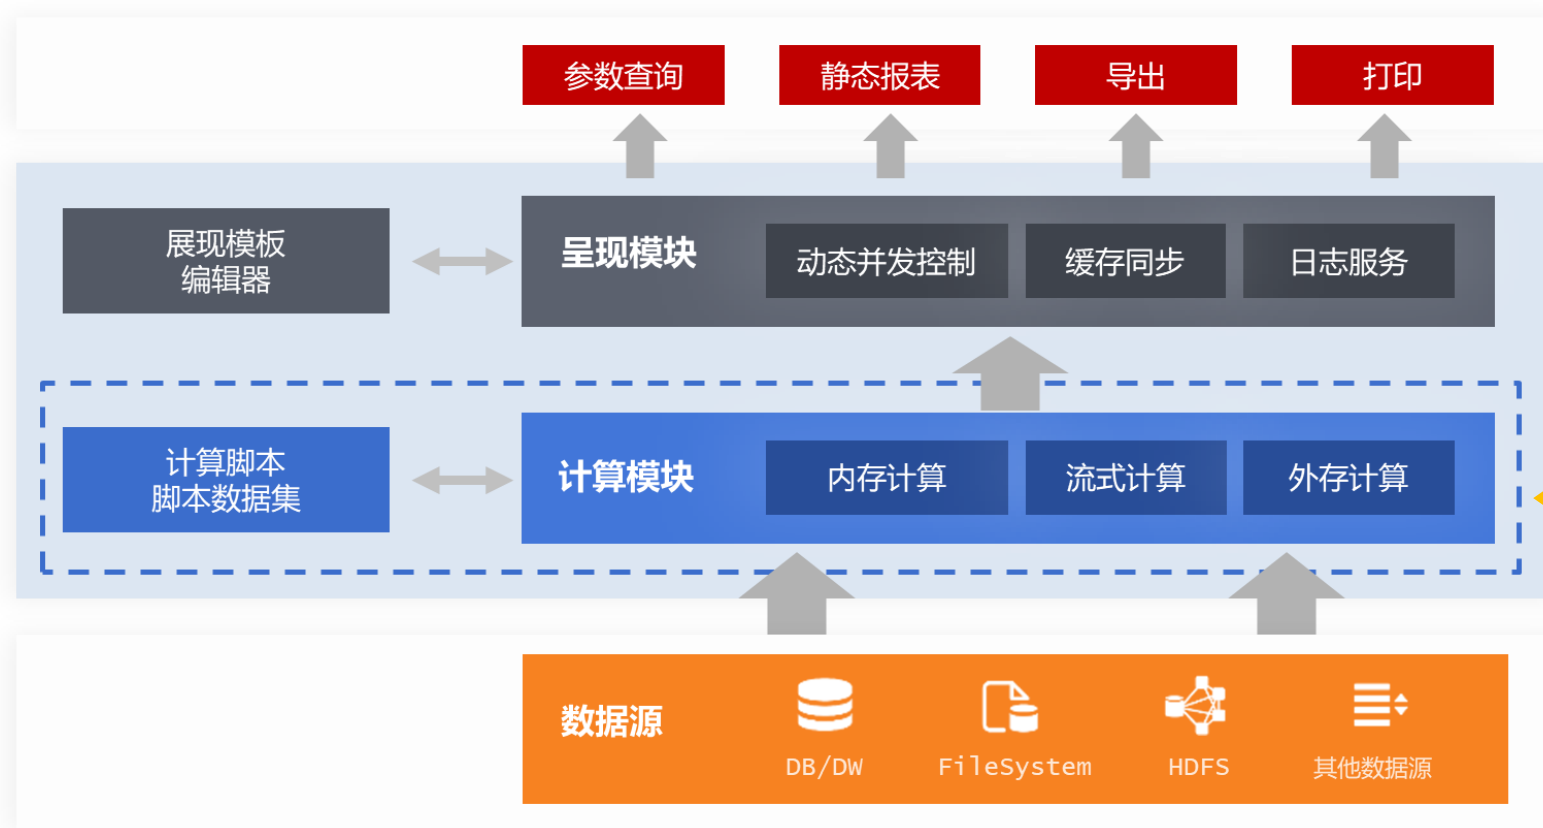 参数查询
静态报表
导出
打印
展现模板
编辑器
呈现模块
动态并发控制
缓存同步
日志服务
计算脚本
脚本数据集
计算模块
内存计算
流式计算
外存计算
数据源
DB/DW
FileSystem
HDFS
其他数据源